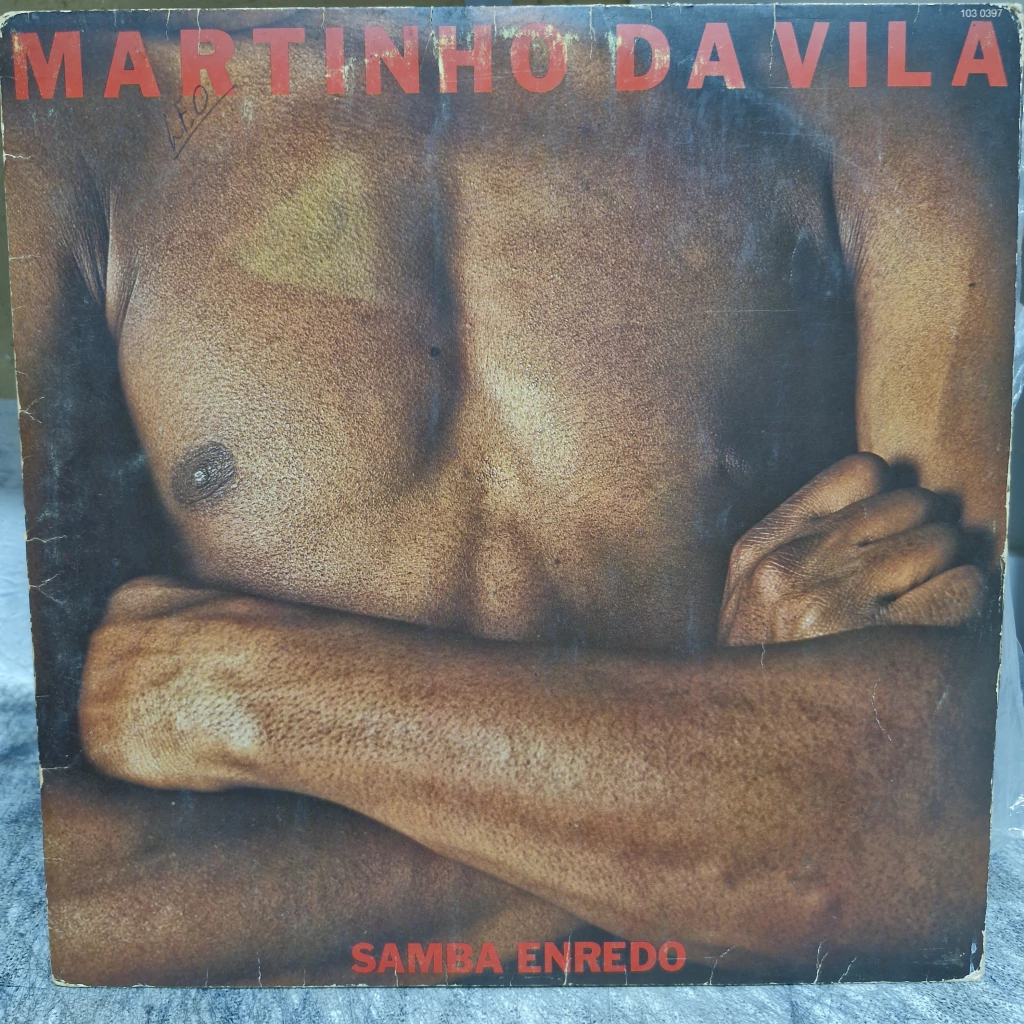 103 0397
MARTINHO DA VILA
SAMBA ENREDO